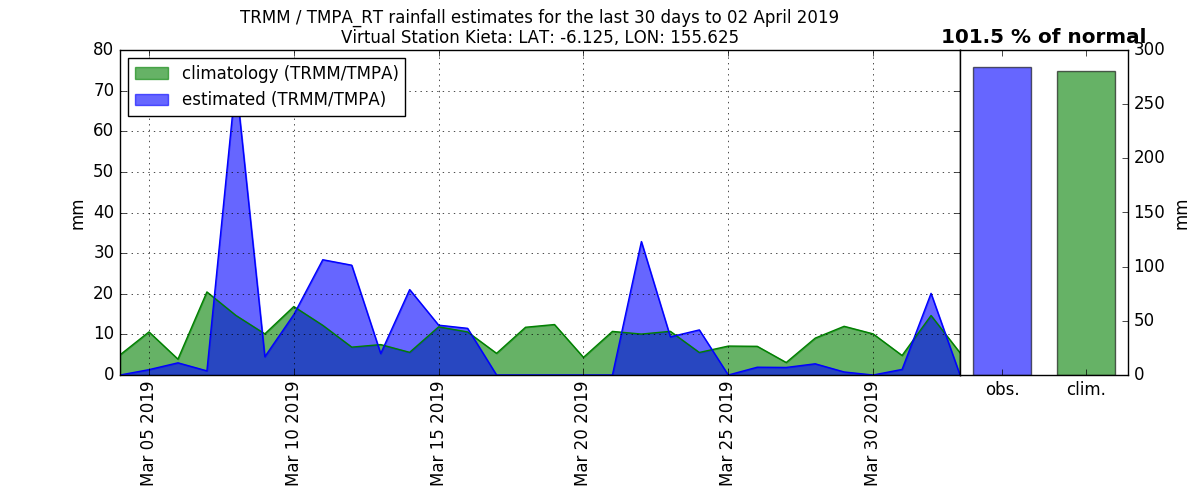 TRMM / TMPA_RT rainfall estimates for the last 30 days to 02 April 2019
Virtual Station Kieta: LAT: -6.125, LON: 155.625
101.5 % of normal
climatology (TRMM/TMPA)
estimated (TRMM/TMPA)
80
70
60
50
40
30
20
10
0
mm
Mar 05 2019
Mar 10 2019
Mar 15 2019
Mar 20 2019
Mar 25 2019
Mar 30 2019
300
250
200
150
100
50
0
mm
obs.
clim.